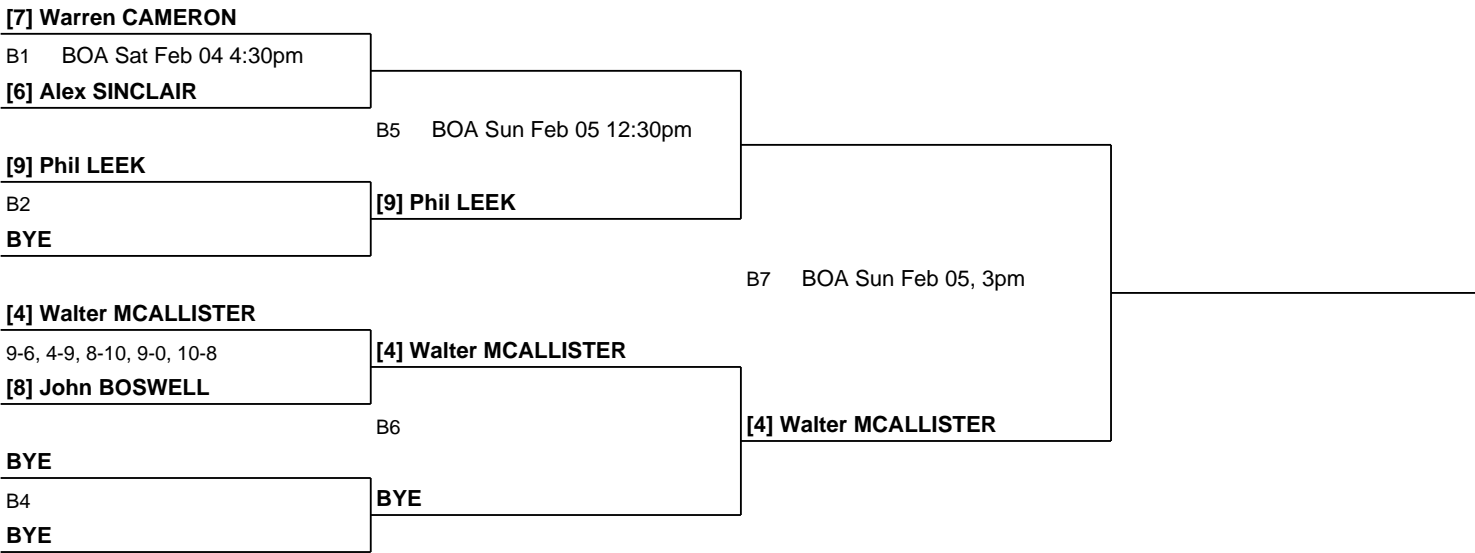 [7] Warren CAMERON
B1 BOA Sat Feb 04 4:30pm
[6] Alex SINCLAIR
B5 BOA Sun Feb 05 12:30pm
[9] Phil LEEK
B2
[9] Phil LEEK
BYE
B7 BOA Sun Feb 05, 3pm
[4] Walter MCALLISTER
9-6, 4-9, 8-10, 9-0, 10-8
[4] Walter MCALLISTER
[8] John BOSWELL
B6
[4] Walter MCALLISTER
BYE
B4
BYE
BYE